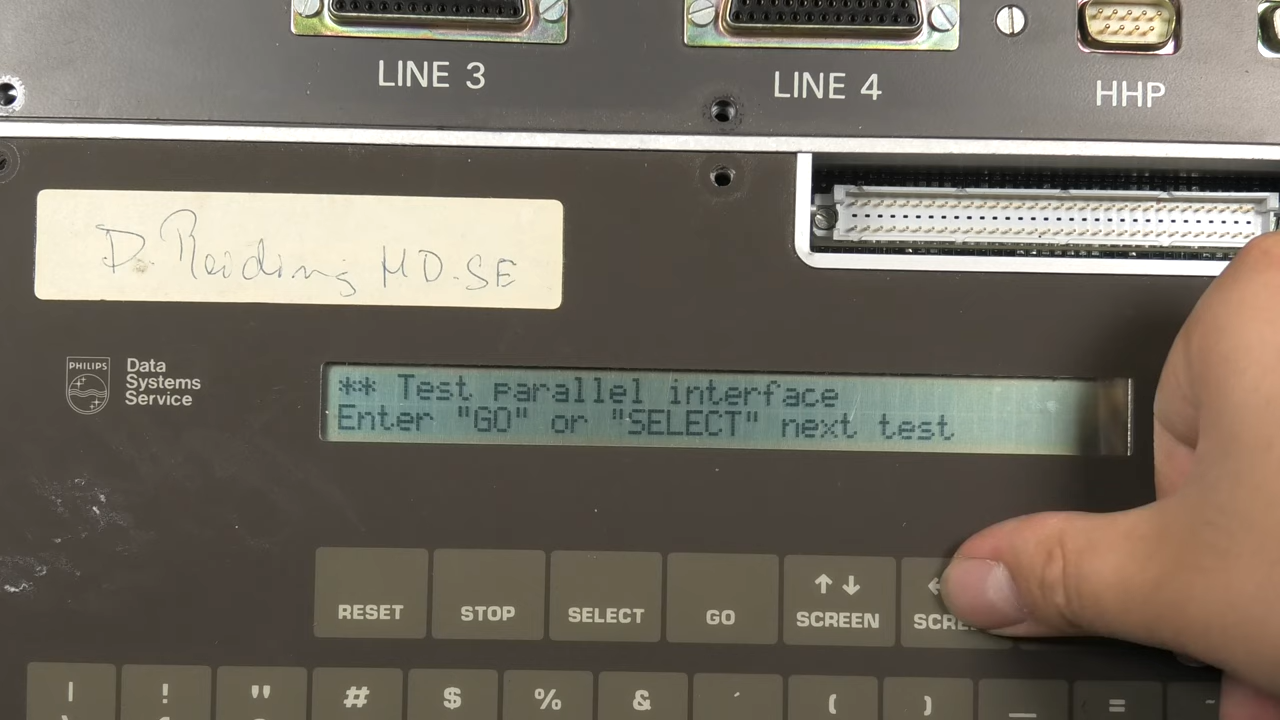 LINE 3
LINE 4
HHP
D. Reiding MD.SE
PHILIPS
Data
Systems
Service
** Test parallel interface
Enter "GO" or "SELECT" next test
RESET
STOP
SELECT
GO
↑ ↓
SCREEN
←
SCREE
| ! " # $ % & ´ ( ) _ = ~